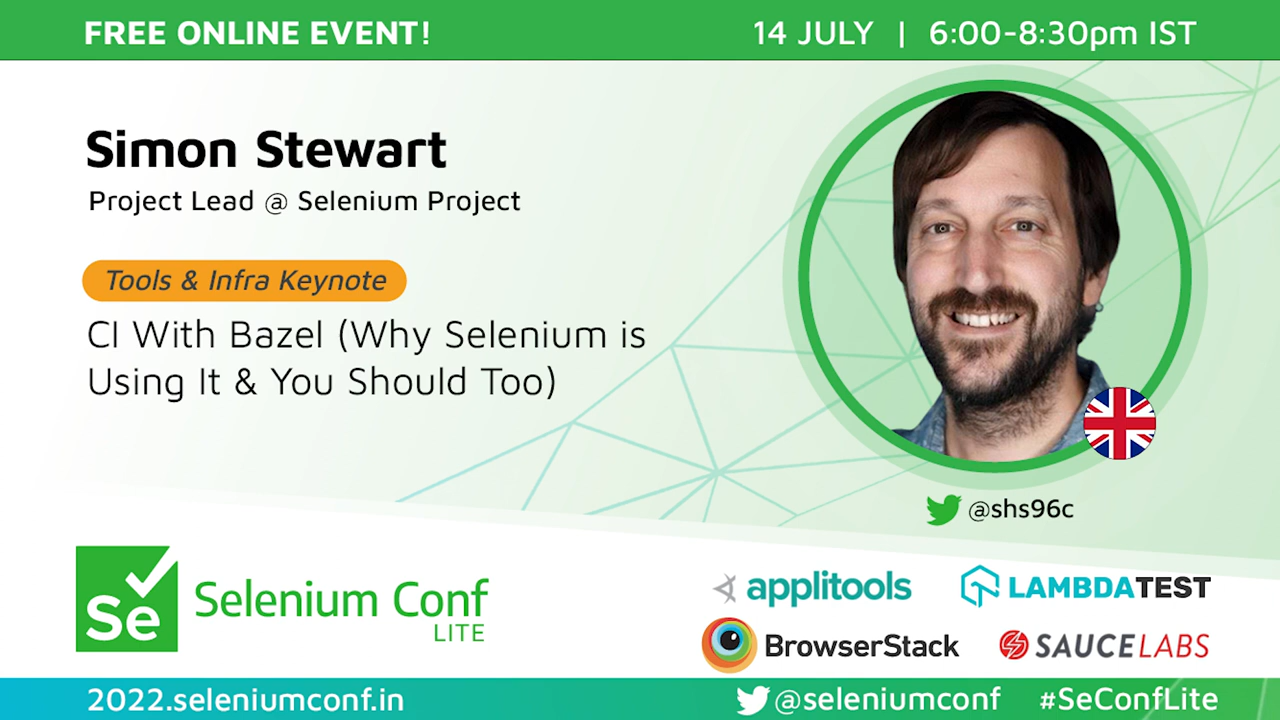 FREE ONLINE EVENT!
14 JULY | 6:00-8:30pm IST
Simon Stewart
Project Lead @ Selenium Project
Tools & Infra Keynote
CI With Bazel (Why Selenium is
Using It & You Should Too)
@shs96c
Se
Selenium Conf
LITE
applitools
LAMBDATEST
BrowserStack
SAUCELABS
2022.seleniumconf.in
@seleniumconf
#SeConfLite